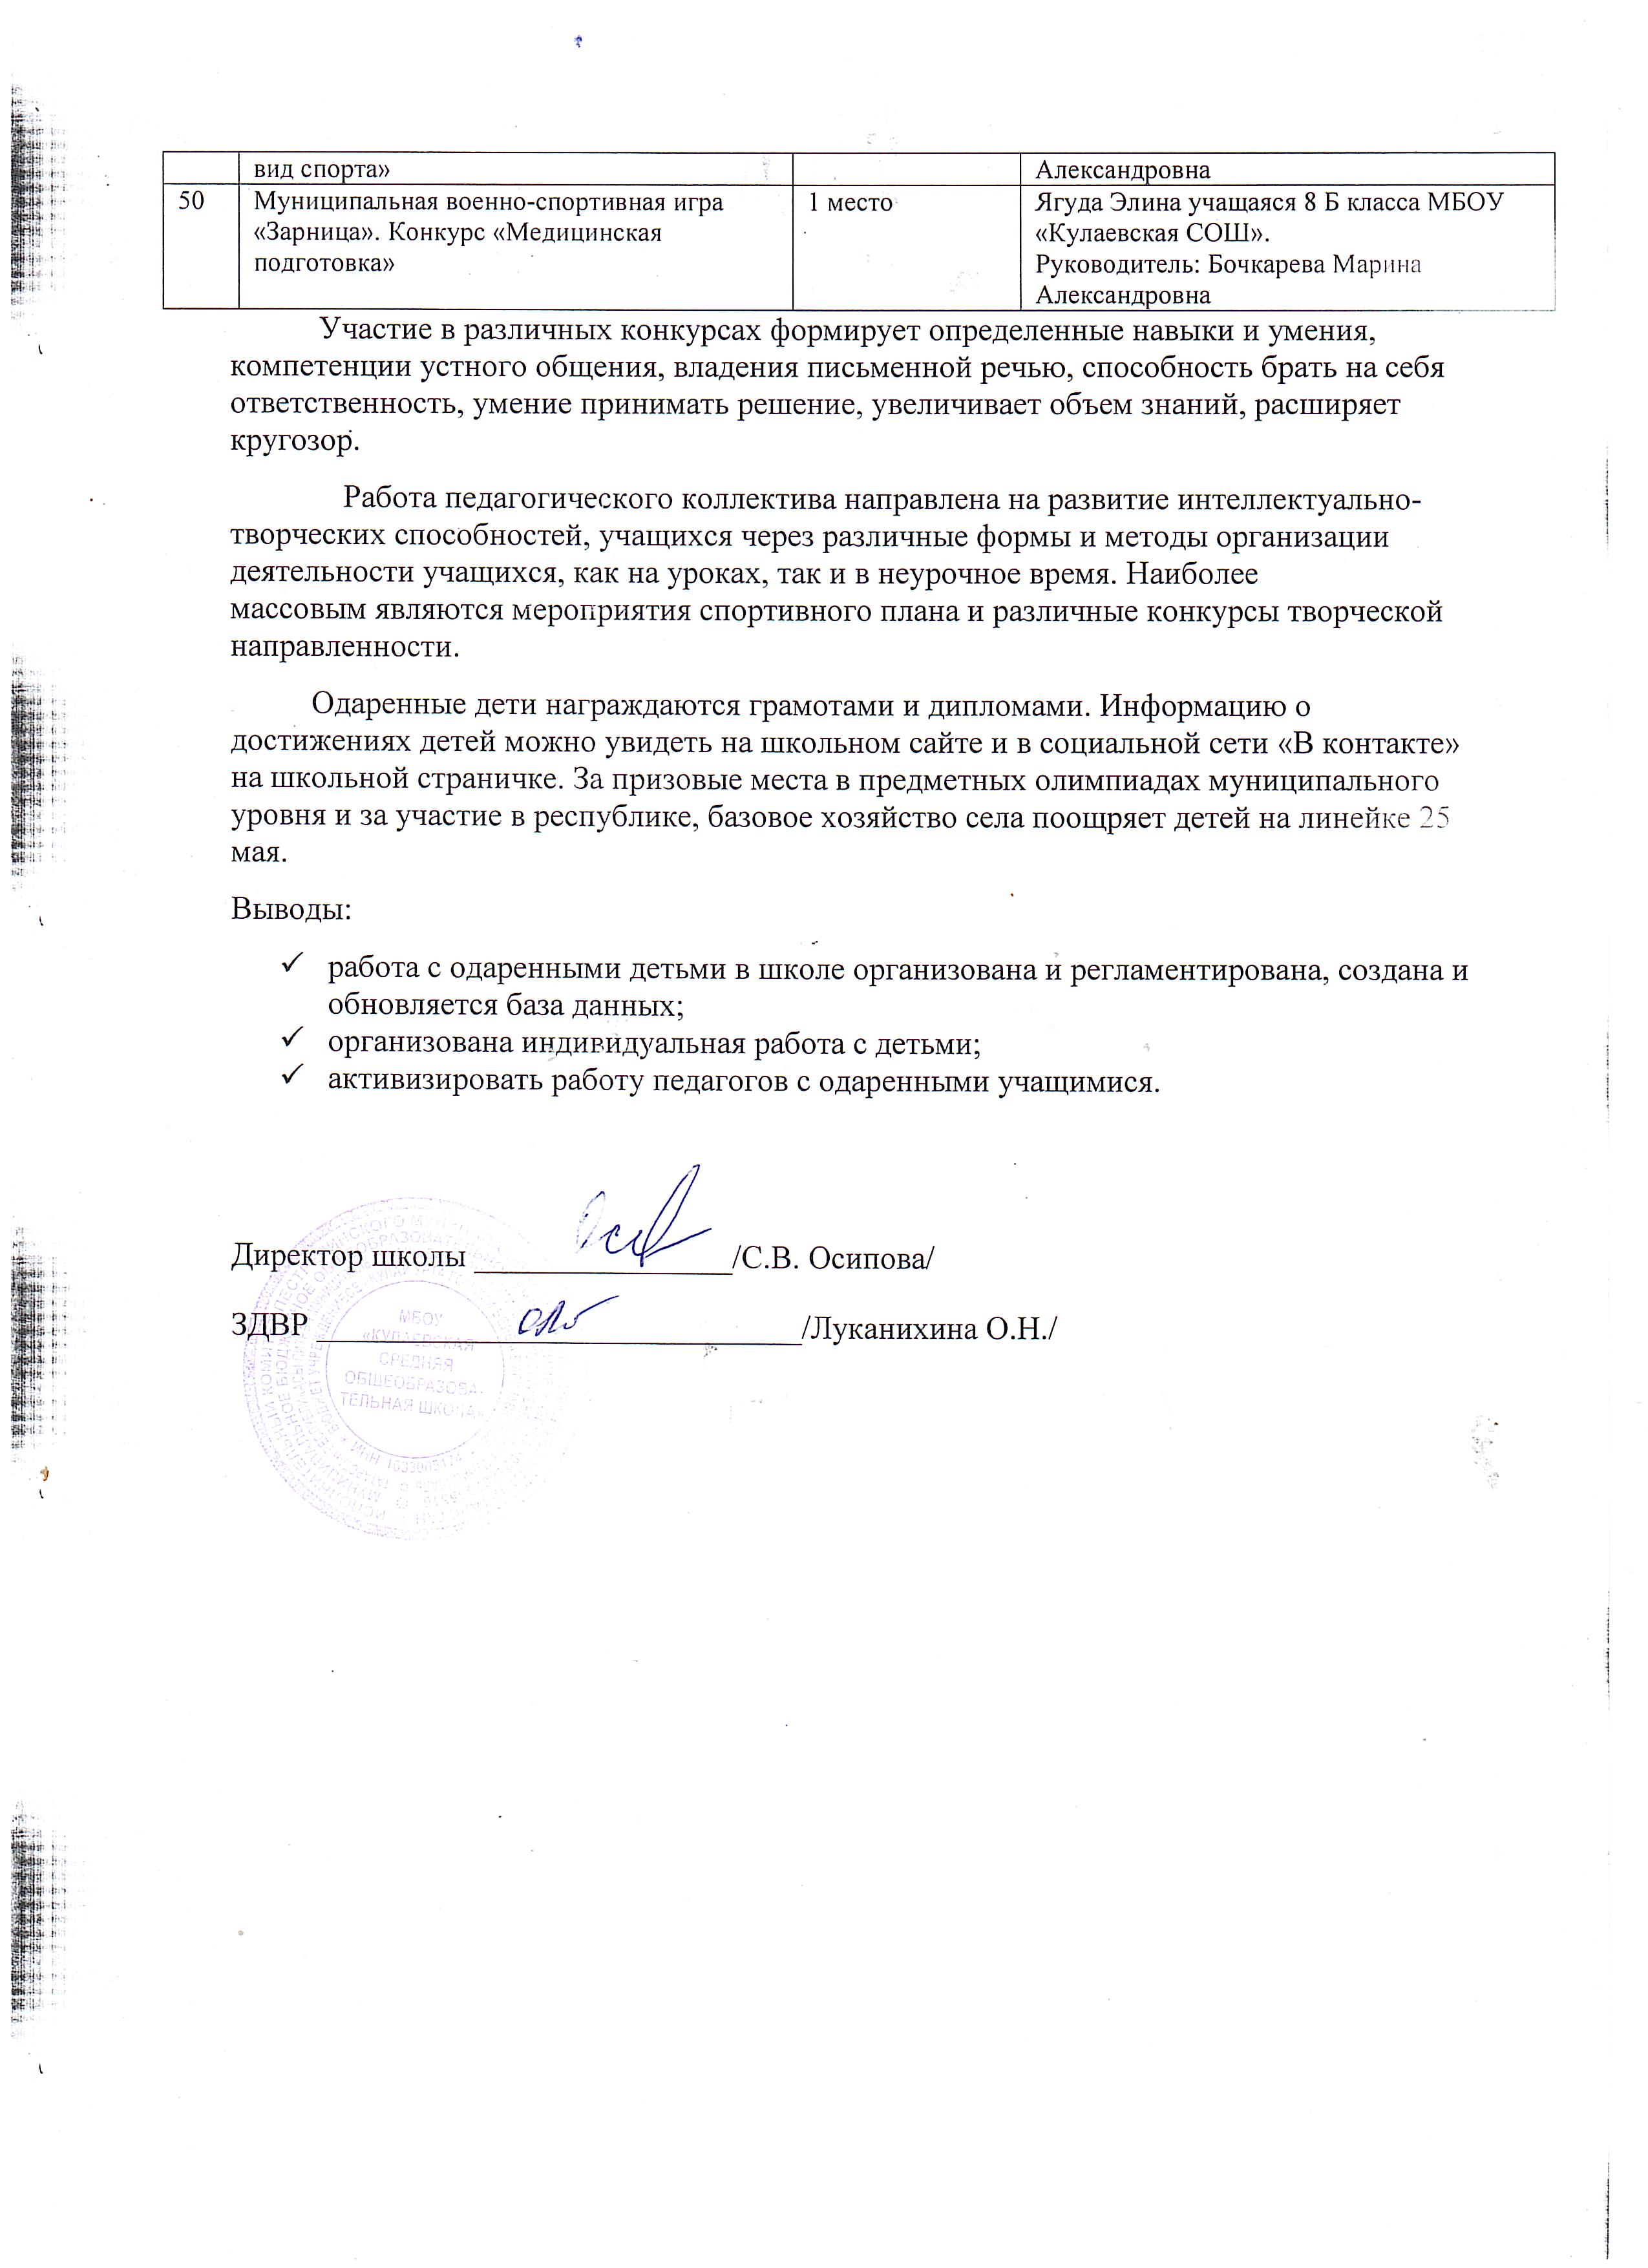 вид спорта» Александровна
50 Муниципальная военно-спортивная игра 1 место Ягуда Элина учащаяся 8 Б класса МБОУ
«Зарница». Конкурс «Медицинская «Кулаевская СОШ».
подготовка» Руководитель: Бочкарева Марина
Александровна
Участие в различных конкурсах формирует определенные навыки и умения,
компетенции устного общения, владения письменной речью, способность брать на себя
ответственность, умение принимать решение, увеличивает объем знаний, расширяет
кругозор.
Работа педагогического коллектива направлена на развитие интеллектуально-
творческих способностей, учащихся через различные формы и методы организации
деятельности учащихся, как на уроках, так и в неурочное время. Наиболее
массовым являются мероприятия спортивного плана и различные конкурсы творческой
направленности.
Одаренные дети награждаются грамотами и дипломами. Информацию о
достижениях детей можно увидеть на школьном сайте и в социальной сети «В контакте»
на школьной страничке. За призовые места в предметных олимпиадах муниципального
уровня и за участие в республике, базовое хозяйство села поощряет детей на линейке 25
мая.
Выводы:
✓ работа с одаренными детьми в школе организована и регламентирована, создана и
обновляется база данных;
✓ организована индивидуальная работа с детьми;
✓ активизировать работу педагогов с одаренными учащимися.
Директор школы /С.В. Осипова/
ЗДВР /Луканихина О.Н./
МБОУ
«КУЛАЕВСКАЯ
СРЕДНЯЯ
ОБЩЕОБРАЗОВА-
ТЕЛЬНАЯ ШКОЛА»